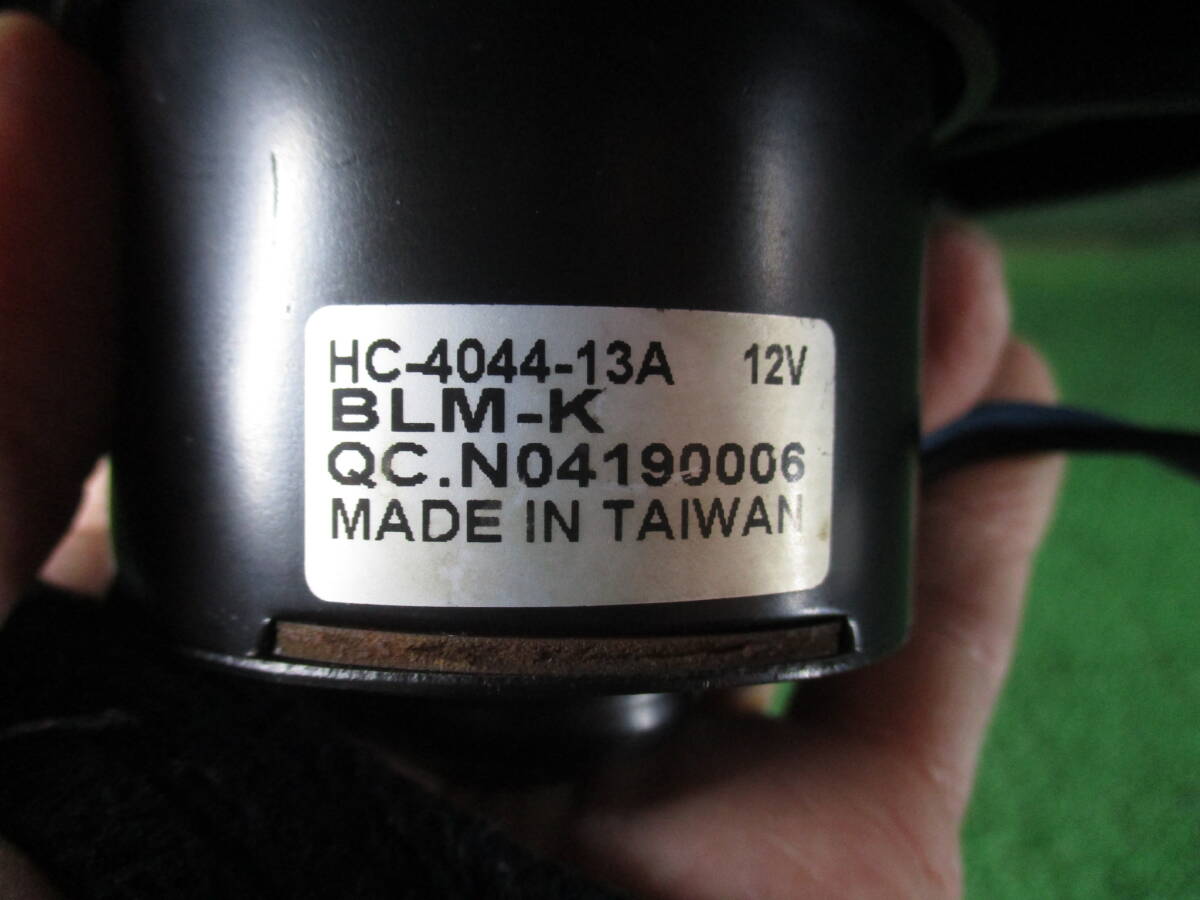 HC-4044-13A 12V
BLM-K
QC.N04190006
MADE IN TAIWAN